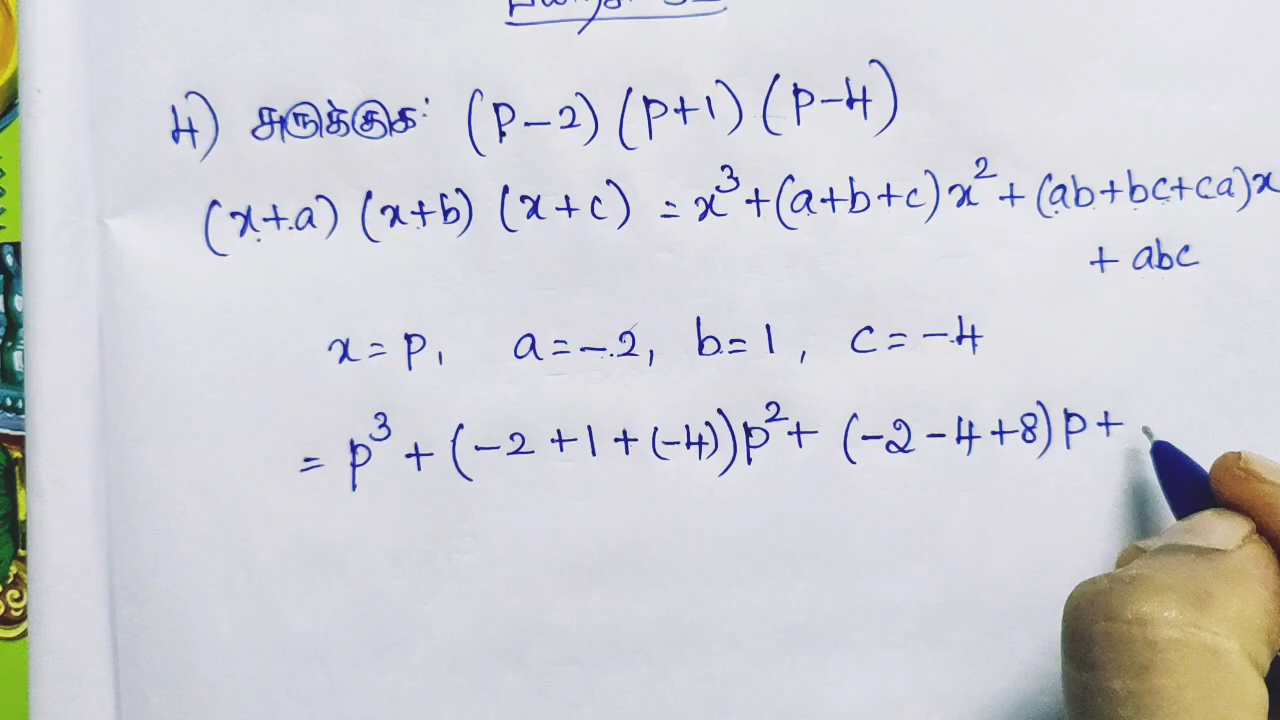 4) சுருக்குக: (p-2) (p+1) (p-4)
(x+a) (x+b) (x+c) = x³+(a+b+c)x²+(ab+bc+ca)x
+ abc
x=p, a=-2, b=1, c=-4
= p³+(-2+1+(-4))p²+ (-2-4+8)p+